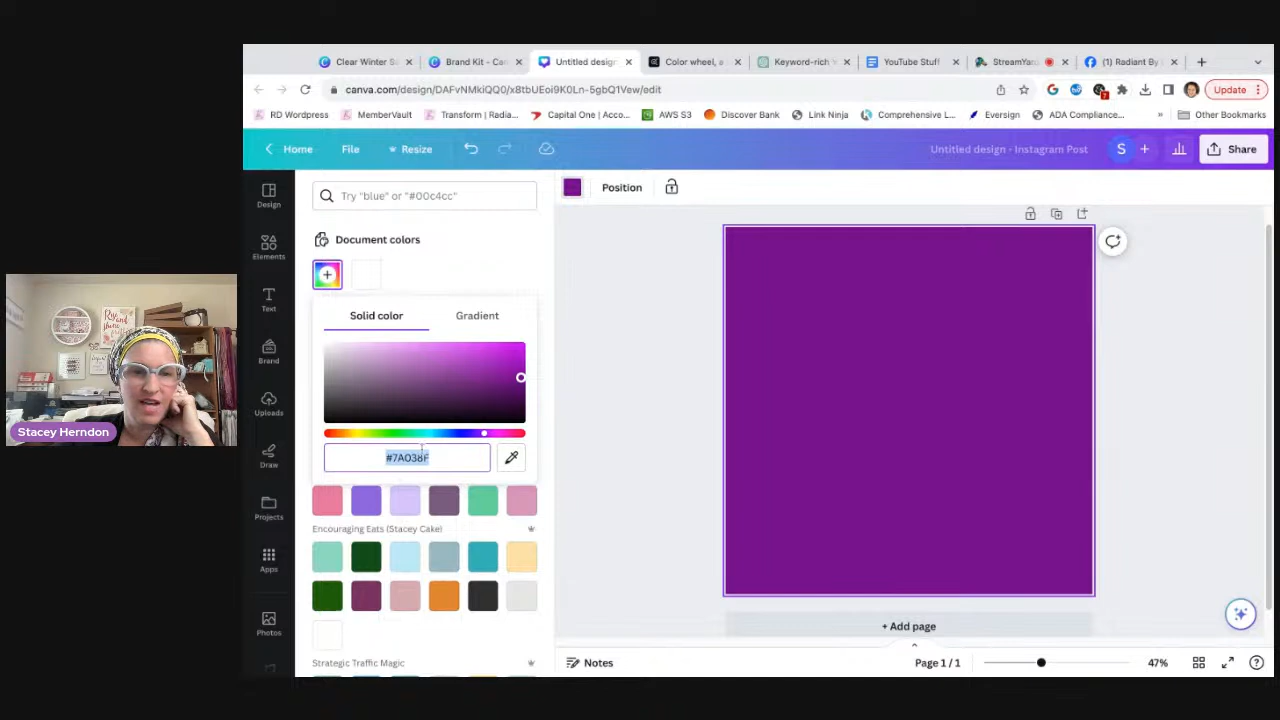 Clear Winter Sa
Brand Kit - Can
Untitled design
Color wheel, a
Keyword-rich
YouTube Stuff
StreamYard
(1) Radiant By
canva.com/design/DAFvNMkiQQ0/x8tbUEoi9K0Ln-5gbQ1Vew/edit
Update
RD Wordpress
MemberVault
Transform | Radia...
Capital One | Acco...
AWS S3
Discover Bank
Link Ninja
Comprehensive L...
Eversign
ADA Compliance...
Other Bookmarks
Home
File
Resize
Untitled design - Instagram Post
S
Share
Design
Elements
Text
Brand
Uploads
Draw
Projects
Apps
Photos
Try "blue" or "#00c4cc"
Document colors
Solid color
Gradient
#7A038F
Encouraging Eats (Stacey Cake)
Strategic Traffic Magic
Position
+ Add page
Notes
Page 1 / 1
47%
Stacey Herndon